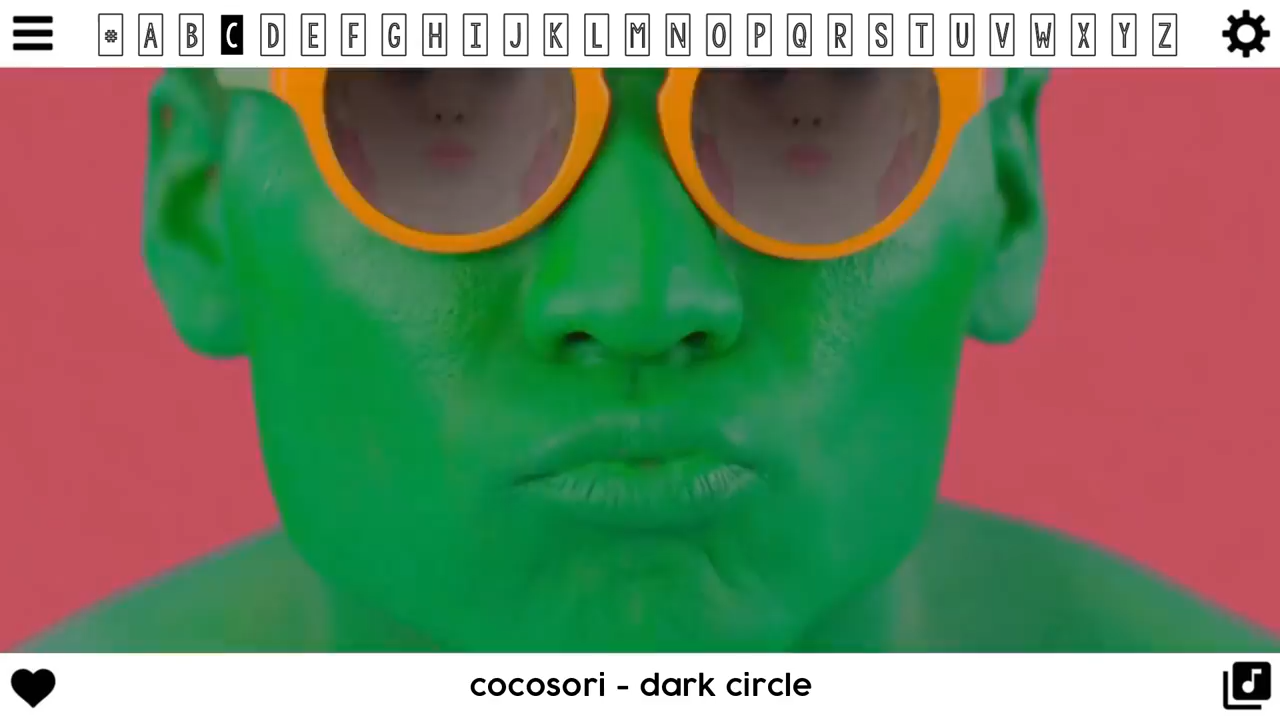 # A B C D E F G H I J K L M N O P Q R S T U V W X Y Z
cocosori - dark circle